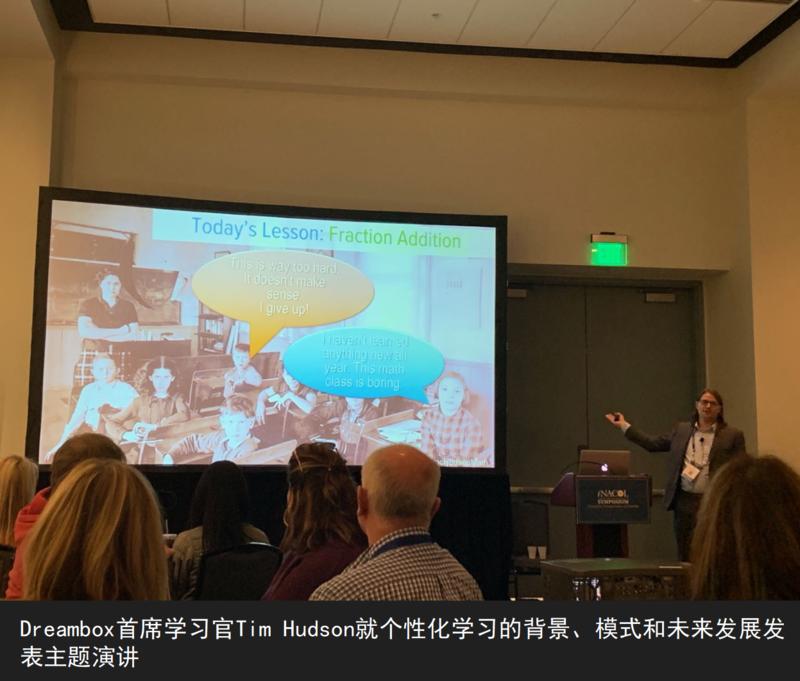 Today's Lesson: Fraction Addition
This is way too hard.
It doesn't make
sense.
I give up!
I haven't learned
anything new all
year. This math
class is boring.
iNACOL
SYMPOSIUM
Dreambox首席学习官Tim Hudson就个性化学习的背景、模式和未来发展发
表主题演讲